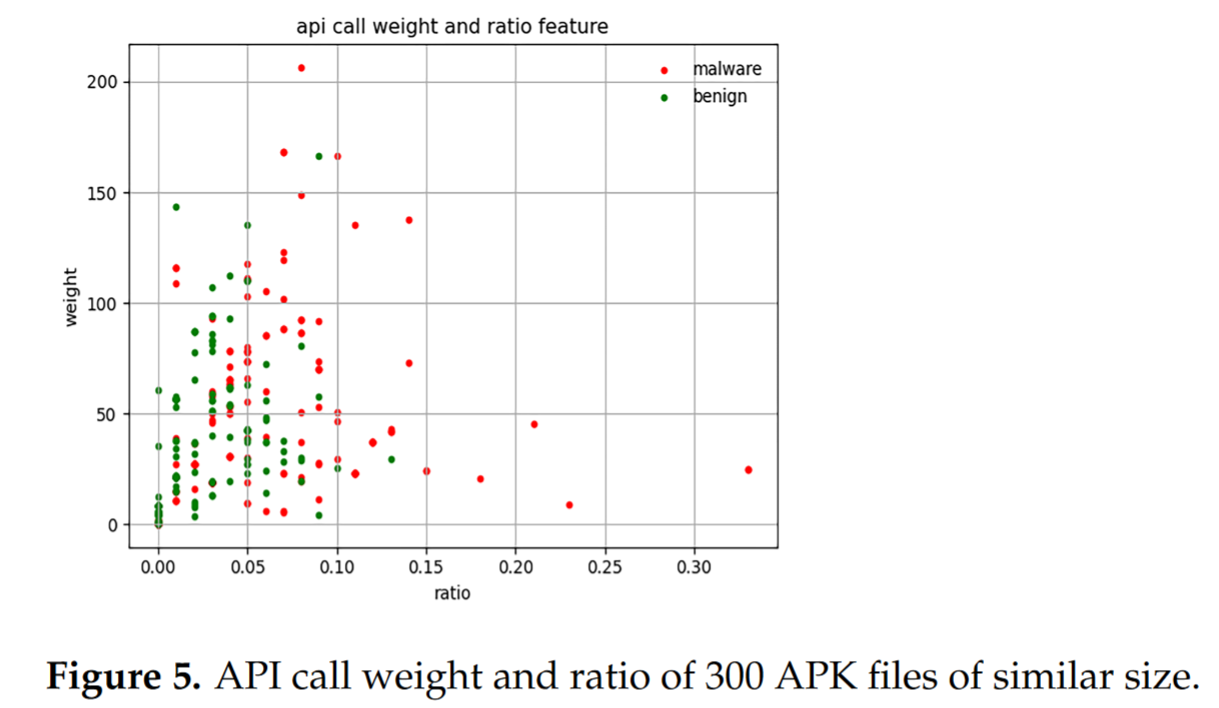 api call weight and ratio feature
malware
benign
200
150
100
50
0
weight
0.00 0.05 0.10 0.15 0.20 0.25 0.30
ratio
Figure 5. API call weight and ratio of 300 APK files of similar size.